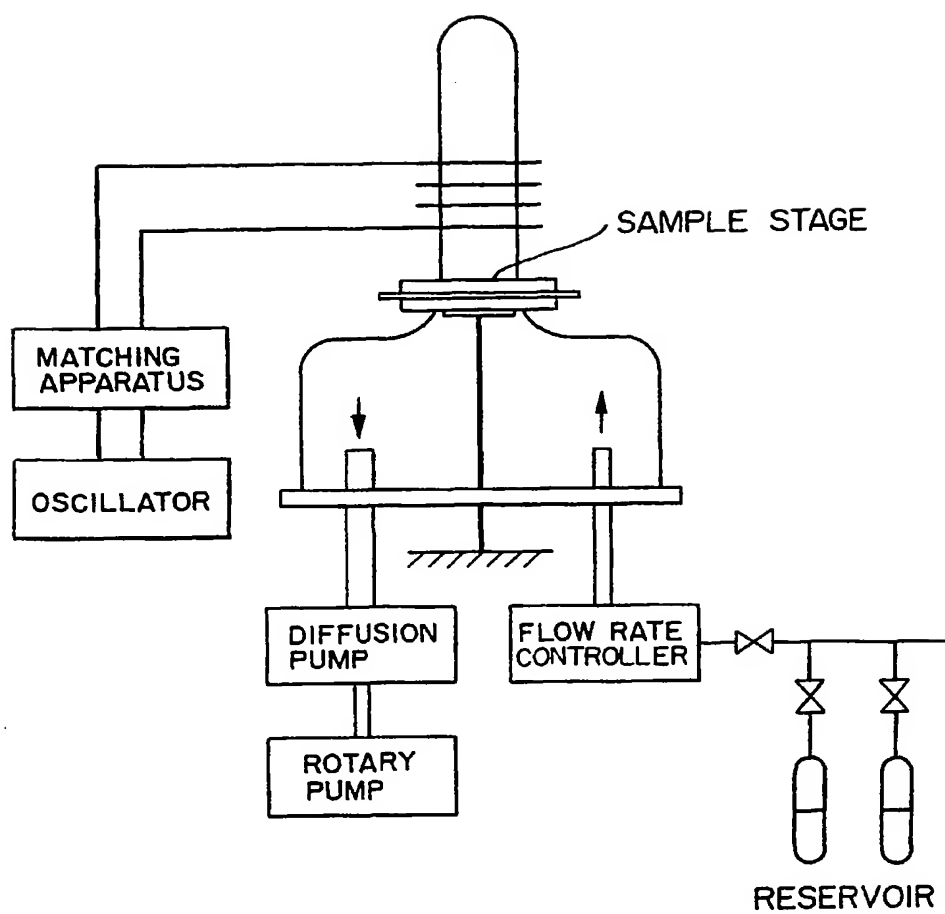 SAMPLE STAGE
MATCHING
APPARATUS
OSCILLATOR
DIFFUSION
PUMP
FLOW RATE
CONTROLLER
ROTARY
PUMP
RESERVOIR